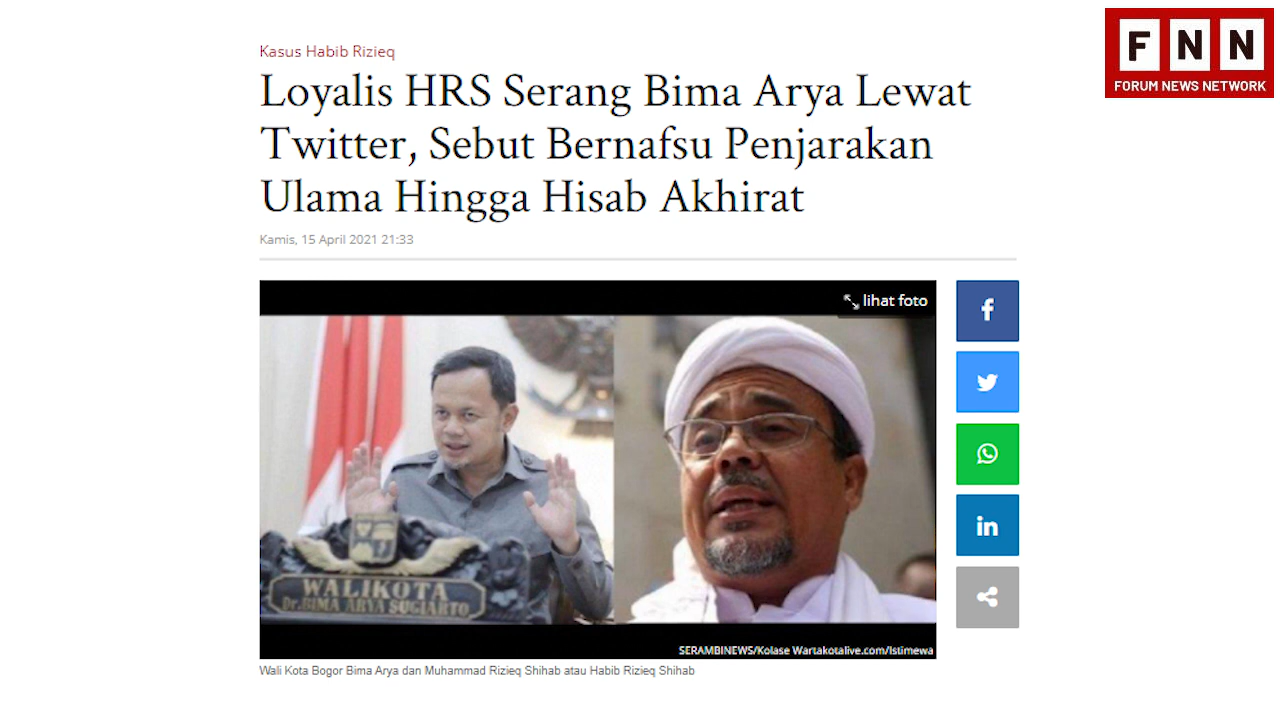 Kasus Habib Rizieq
Loyalis HRS Serang Bima Arya Lewat
Twitter, Sebut Bernafsu Penjarakan
Ulama Hingga Hisab Akhirat
Kamis, 15 April 2021 21:33
FNN
FORUM NEWS NETWORK
lihat foto
WALIKOTA
Dr. BIMA ARYA SUGIARTO
SERAMBINEWS/Kolase Wartakotalive.com/Istimewa
Wali Kota Bogor Bima Arya dan Muhammad Rizieq Shihab atau Habib Rizieq Shihab